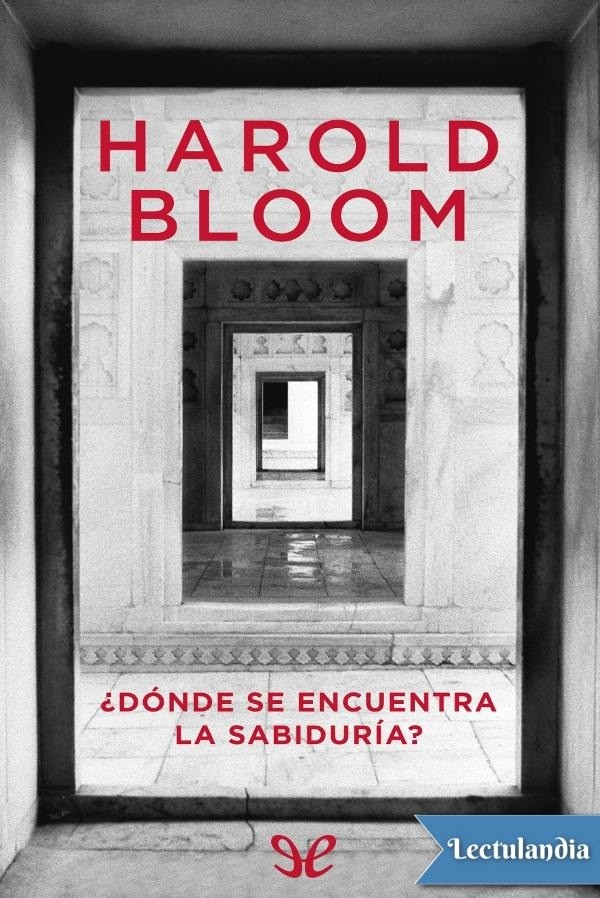 HAROLD
BLOOM
¿DÓNDE SE ENCUENTRA
LA SABIDURÍA?
Lectulandia